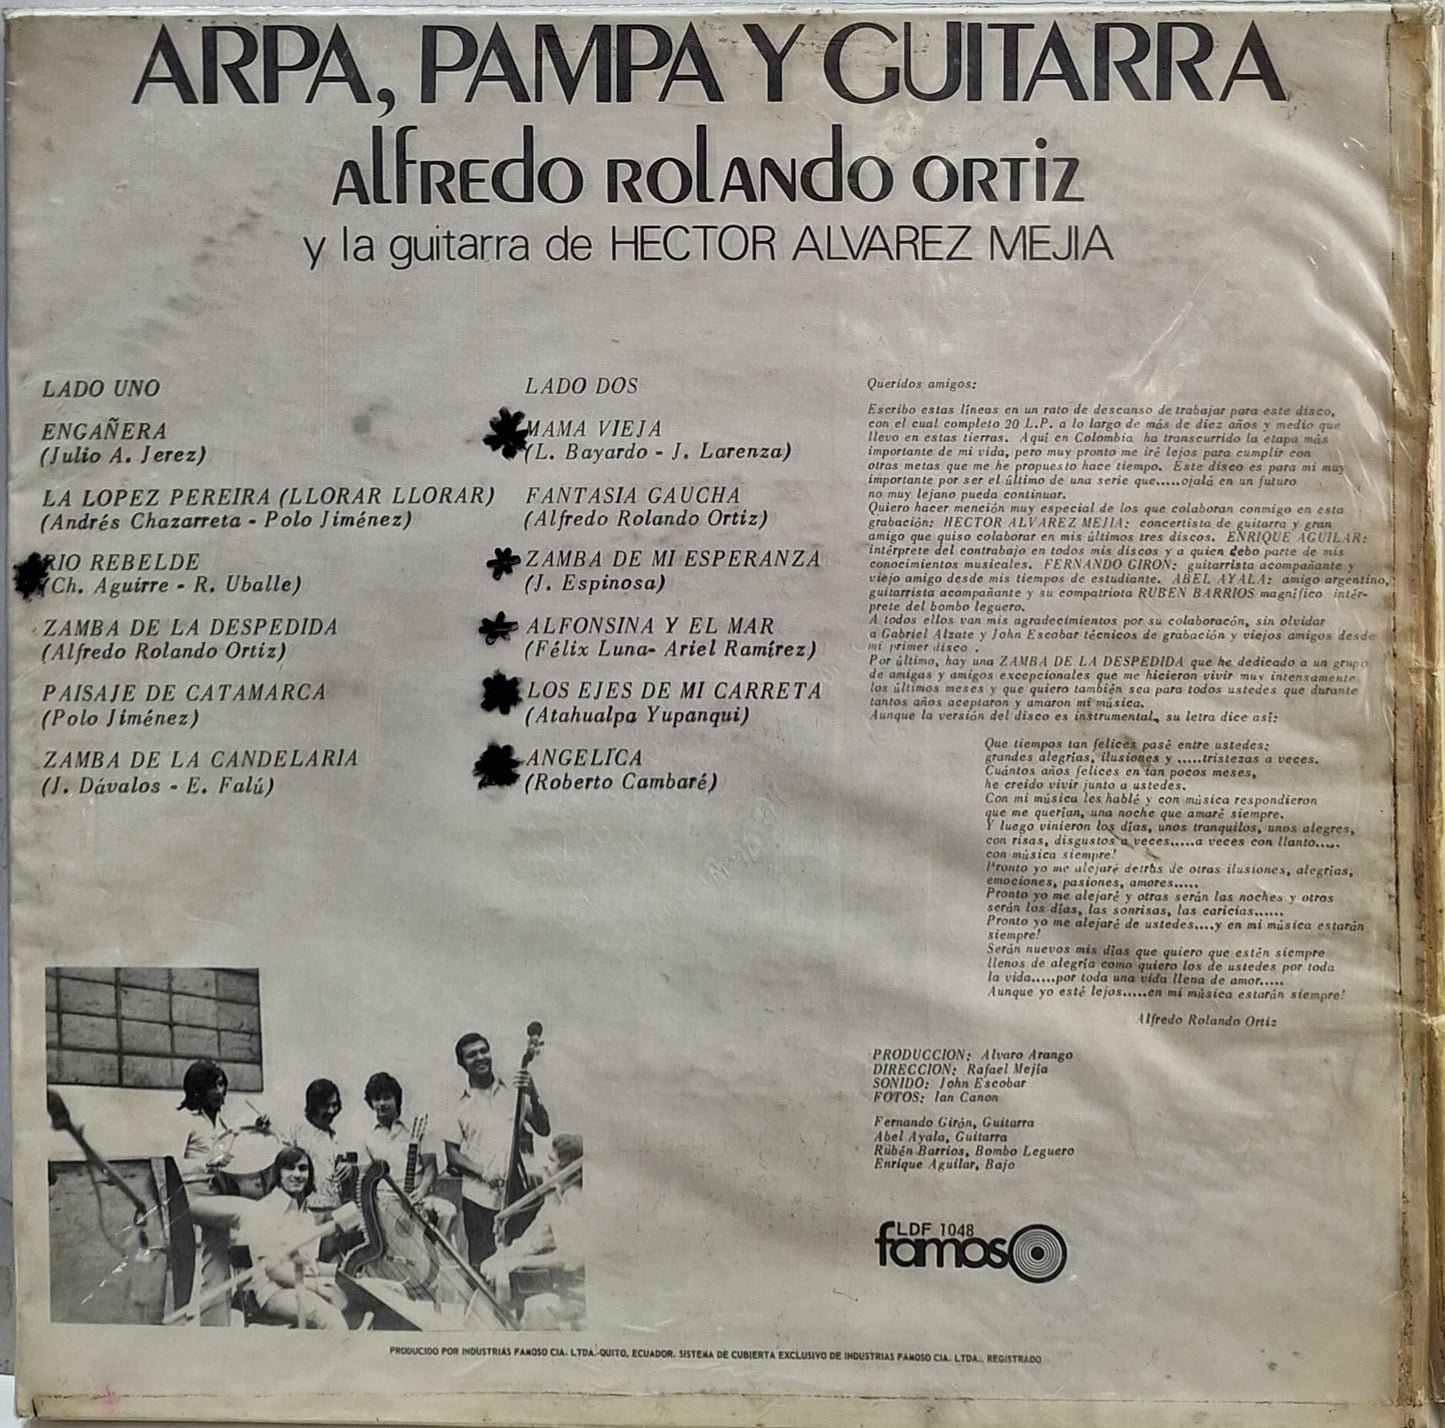 ARPA, PAMPA Y GUITARRA
alfredo rolando ortiz
y la guitarra de HECTOR ALVAREZ MEJIA
LADO UNO
ENGAÑERA
(Julio A. Jerez)
LA LOPEZ PEREIRA (LLORAR LLORAR)
(Andrés Chazarreta - Polo Jiménez)
RIO REBELDE
(Ch. Aguirre - R. Uballe)
ZAMBA DE LA DESPEDIDA
(Alfredo Rolando Ortiz)
PAISAJE DE CATAMARCA
(Polo Jiménez)
ZAMBA DE LA CANDELARIA
(J. Dávalos - E. Falú)
LADO DOS
MAMA VIEJA
(L. Bayardo - J. Larenza)
FANTASIA GAUCHA
(Alfredo Rolando Ortiz)
ZAMBA DE MI ESPERANZA
(J. Espinosa)
ALFONSINA Y EL MAR
(Félix Luna- Ariel Ramírez)
LOS EJES DE MI CARRETA
(Atahualpa Yupanqui)
ANGELICA
(Roberto Cambaré)
Queridos amigos:
Escribo estas líneas en un rato de descanso de trabajar para este disco,
con el cual completo 20 L.P. a lo largo de más de diez años y medio que
llevo en estas tierras. Aquí en Colombia ha transcurrido la etapa más
importante de mi vida, pero muy pronto me iré lejos para cumplir con
otras metas que me he propuesto hace tiempo. Este disco es para mi muy
importante por ser el último de una serie que.....ojalá en un futuro
no muy lejano pueda continuar.
Quiero hacer mención muy especial de los que colaboran conmigo en esta
grabación: HECTOR ALVAREZ MEJIA: concertista de guitarra y gran
amigo que quiso colaborar en mis últimos tres discos. ENRIQUE AGUILAR:
intérprete del contrabajo en todos mis discos y a quien debo parte de mis
conocimientos musicales. FERNANDO GIRON: guitarrista acompañante y
viejo amigo desde mis tiempos de estudiante. ABEL AYALA: amigo argentino,
guitarrista acompañante y su compatriota RUBEN BARRIOS magnífico intér-
prete del bombo leguero.
A todos ellos van mis agradecimientos por su colaboracón, sin olvidar
a Gabriel Alzate y John Escobar técnicos de grabación y viejos amigos desde
mi primer disco .
Por último, hay una ZAMBA DE LA DESPEDIDA que he dedicado a un grupo
de amigas y amigos excepcionales que me hicieron vivir muy intensamente
los últimos meses y que quiero también sea para todos ustedes que durante
tantos años aceptaron y amaron mi música.
Aunque la versión del disco es instrumental, su letra dice así:
Que tiempos tan felices pasé entre ustedes:
grandes alegrías, ilusiones y .....tristezas a veces.
Cuántos años felices en tan pocos meses,
he creido vivir junto a ustedes.
Con mi música les hablé y con música respondieron
que me querían, una noche que amaré siempre.
Y luego vinieron los días, unos tranquilos, unos alegres,
con risas, disgustos a veces.....a veces con llanto.....
con música siempre!
Pronto yo me alejaré detrás de otras ilusiones, alegrías,
emociones, pasiones, amores.....
Pronto yo me alejaré y otras serán las noches y otros
serán los días, las sonrisas, las caricias......
Pronto yo me alejaré de ustedes....y en mi música estarán
siempre!
Serán nuevos mis días que quiero que estén siempre
llenos de alegría como quiero los de ustedes por toda
la vida.....por toda una vida llena de amor.....
Aunque yo esté lejos.....en mi música estarán siempre!
Alfredo Rolando Ortiz
PRODUCCION: Alvaro Arango
DIRECCION: Rafael Mejía
SONIDO: John Escobar
FOTOS: Ian Canon
Fernando Girón, Guitarra
Abel Ayala, Guitarra
Rubén Barrios, Bombo Leguero
Enrique Aguilar, Bajo
LDF 1048
famoso
PRODUCIDO POR INDUSTRIAS FAMOSO CIA. LTDA.-QUITO, ECUADOR. SISTEMA DE CUBIERTA EXCLUSIVO DE INDUSTRIAS FAMOSO CIA. LTDA., REGISTRADO